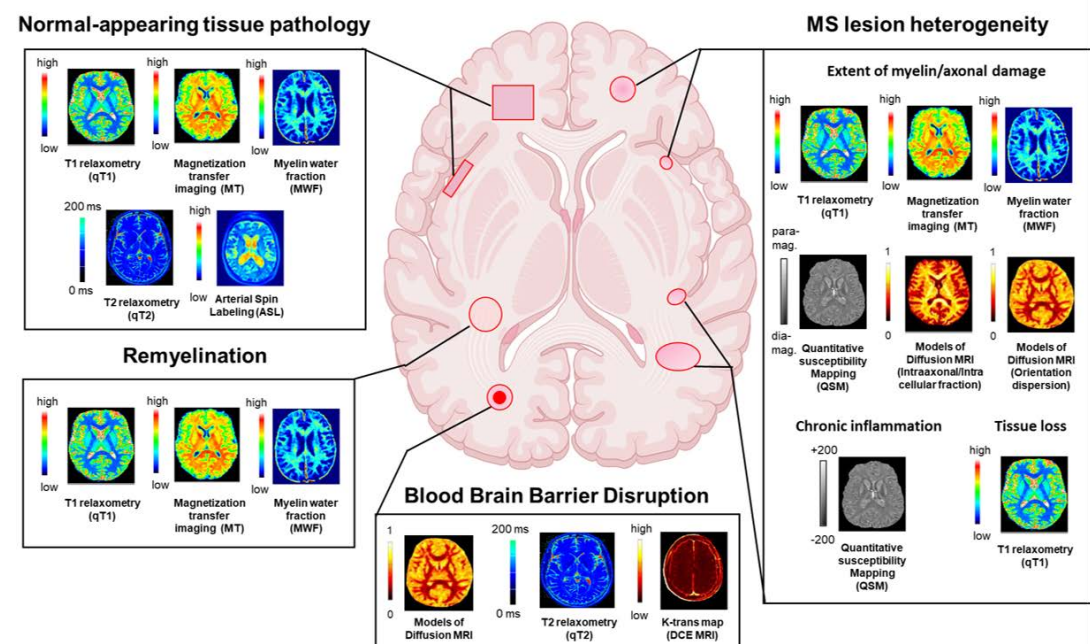 Normal-appearing tissue pathology
high
low
T1 relaxometry
(qT1)
high
low
Magnetization
transfer
imaging (MT)
high
low
Myelin water
fraction
(MWF)
200 ms
0 ms
T2 relaxometry
(qT2)
high
low
Arterial Spin
Labeling (ASL)
Remyelination
high
low
T1 relaxometry
(qT1)
high
low
Magnetization
transfer
imaging (MT)
high
low
Myelin water
fraction
(MWF)
Blood Brain Barrier Disruption
1
0
Models of
Diffusion MRI
200 ms
0 ms
T2 relaxometry
(qT2)
high
low
K-trans map
(DCE MRI)
MS lesion heterogeneity
Extent of myelin/axonal damage
high
low
T1 relaxometry
(qT1)
high
low
Magnetization
transfer
imaging (MT)
high
low
Myelin water
fraction
(MWF)
para-
mag.
dia-
mag.
Quantitative
susceptibility
Mapping
(QSM)
1
0
Models of
Diffusion MRI
(Intraaxonal/Intra
cellular fraction)
1
0
Models of
Diffusion MRI
(Orientation
dispersion)
Chronic inflammation
+200
-200
Quantitative
susceptibility
Mapping
(QSM)
Tissue loss
high
low
T1 relaxometry
(qT1)